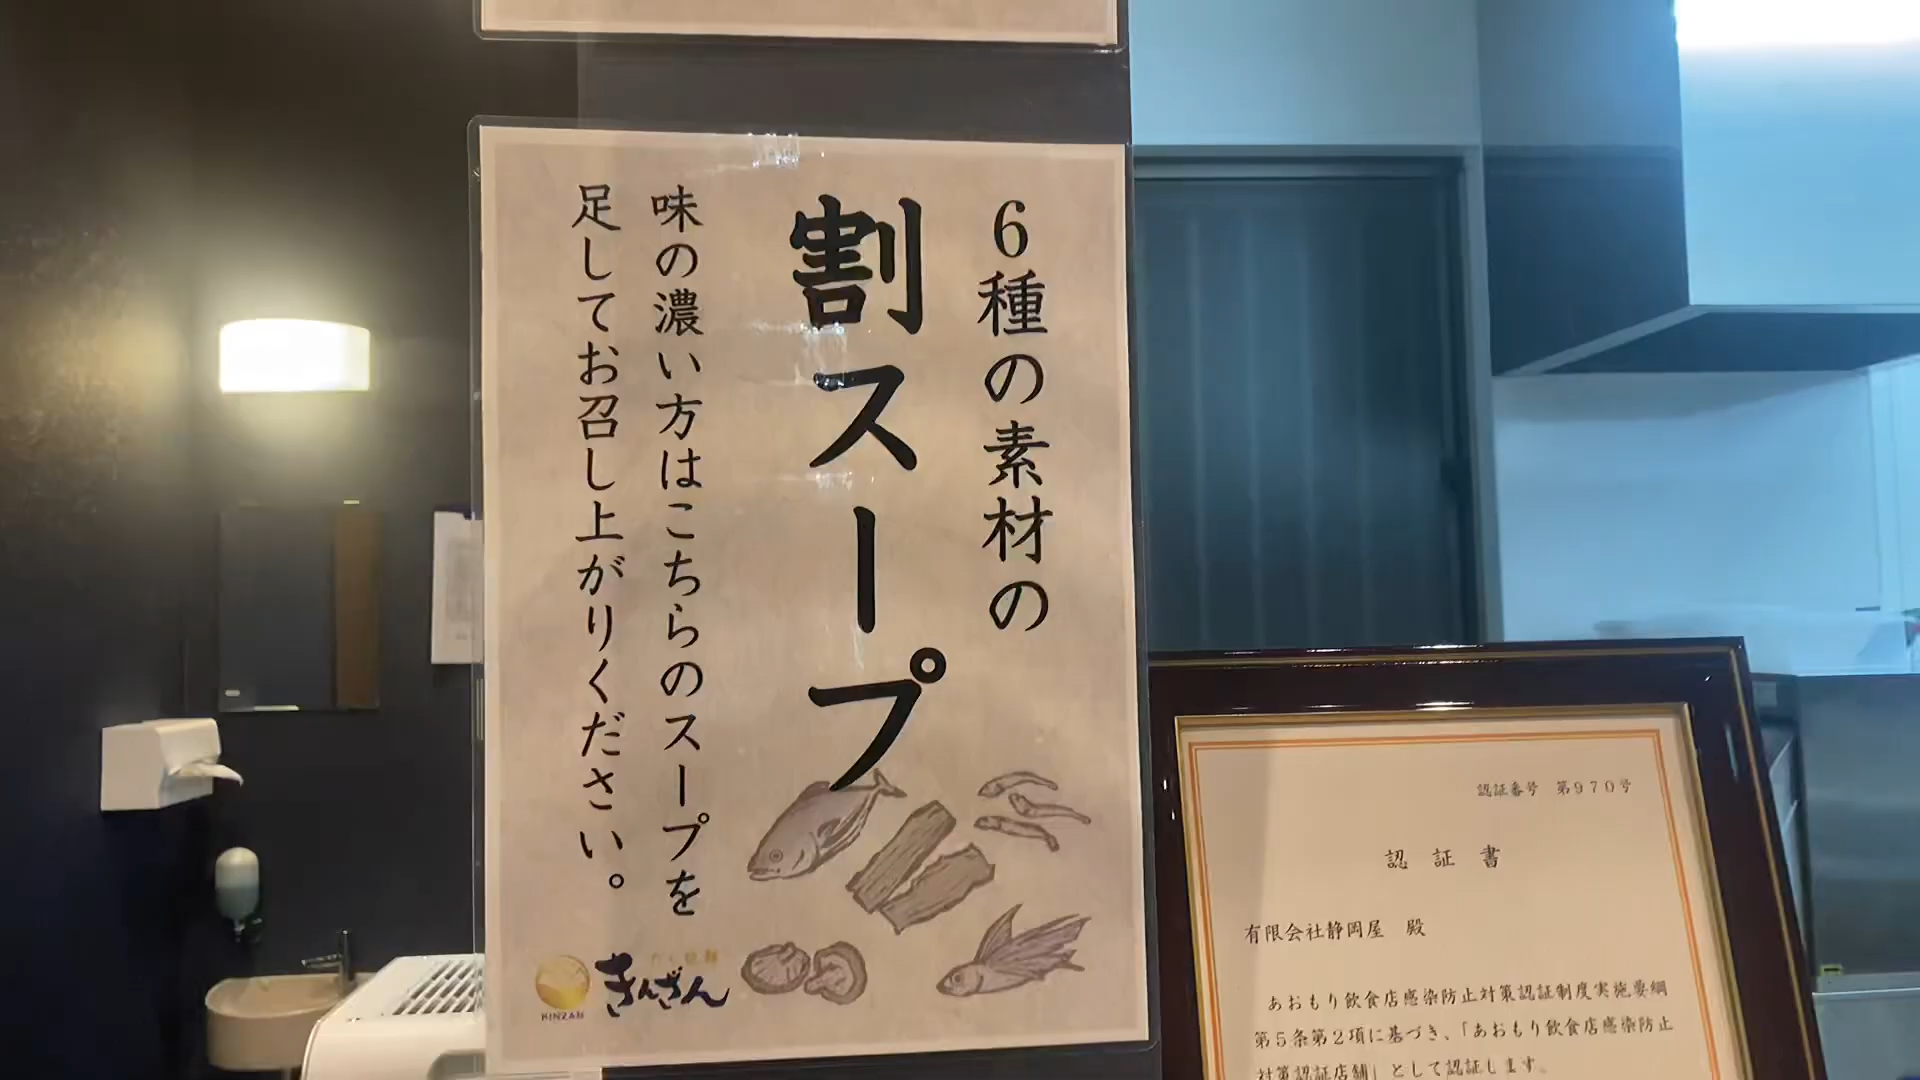 6種の素材の
割スープ
味の濃い方はこちらのスープを
足してお召し上がりください。
きんざん
KINZAN
認証番号 第970号
認証書
有限会社静岡屋 殿
あおもり飲食店感染防止対策認証制度実施要綱
第5条第2項に基づき、「あおもり飲食店感染防止
対策認証店舗」として認証します。